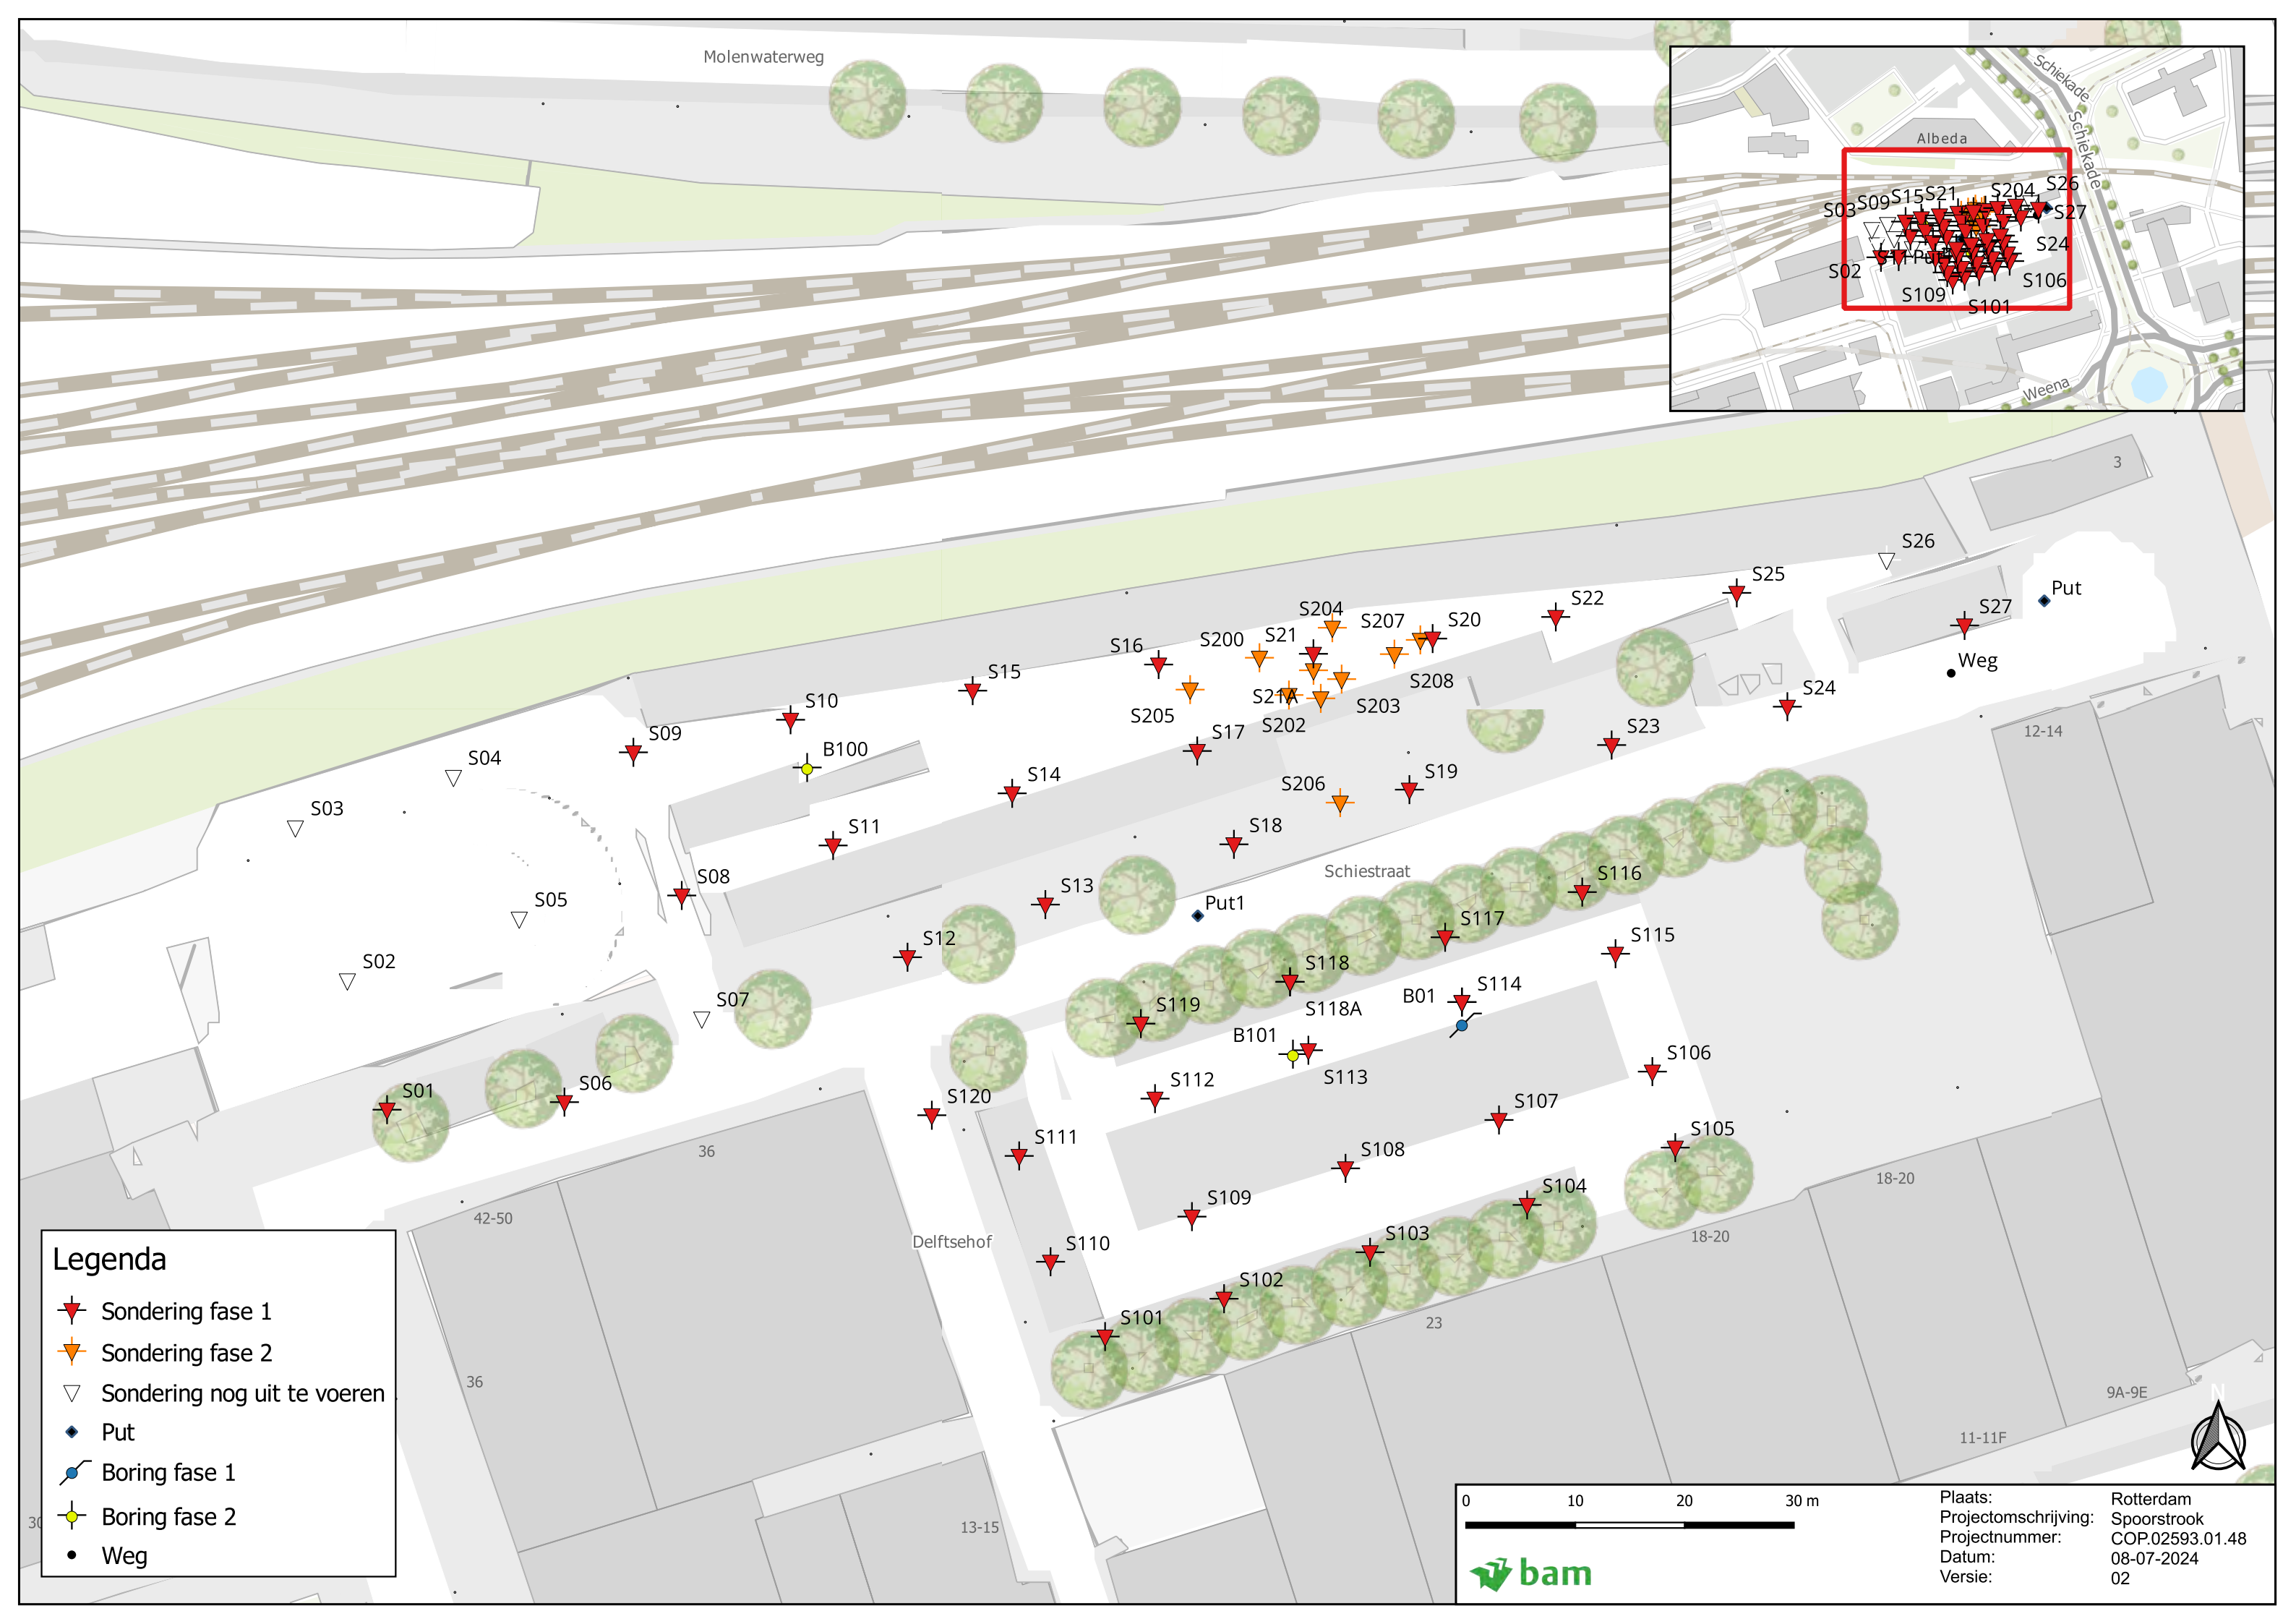 Molenwaterweg
Schiekade
Schiekade
Albeda
S26
S204
S21
S15
S09
S03
S27
S24
S02
S106
S109
S101
Weena
3
S26
S25
Put
S22
S27
S204
S207
S20
S21
S200
S16
Weg
S15
S208
S21A
S203
S24
S10
S205
S202
S17
S23
12-14
S09
B100
S04
S14
S19
S206
S03
S11
S18
Schiestraat
S116
S08
S13
S05
Put1
S117
S12
S115
S02
S118
S114
B01
S07
S119
S118A
B101
S106
S113
S112
S06
S01
S120
S107
S105
S111
36
S108
18-20
S104
S109
42-50
S103
18-20
Delftsehof
S110
S102
S101
23
36
9A-9E
N
11-11F
13-15
30
Legenda
Sondering fase 1
Sondering fase 2
Sondering nog uit te voeren
Put
Boring fase 1
Boring fase 2
Weg
0 10 20 30 m
bam
Plaats: Rotterdam
Projectomschrijving: Spoorstrook
Projectnummer: COP.02593.01.48
Datum: 08-07-2024
Versie: 02